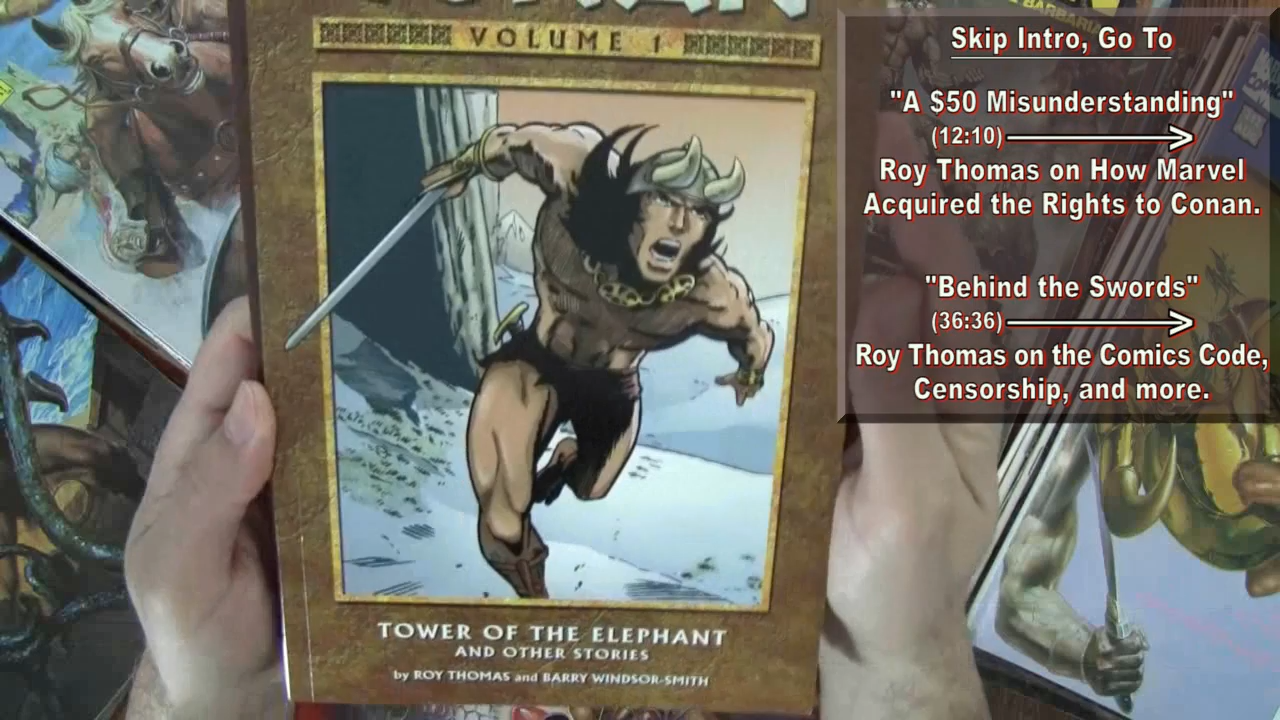 VOLUME 1
TOWER OF THE ELEPHANT
AND OTHER STORIES
by ROY THOMAS and BARRY WINDSOR-SMITH
Skip Intro, Go To
"A $50 Misunderstanding"
(12:10)
Roy Thomas on How Marvel
Acquired the Rights to Conan.
"Behind the Swords"
(36:36)
Roy Thomas on the Comics Code,
Censorship, and more.
BARBARIAN